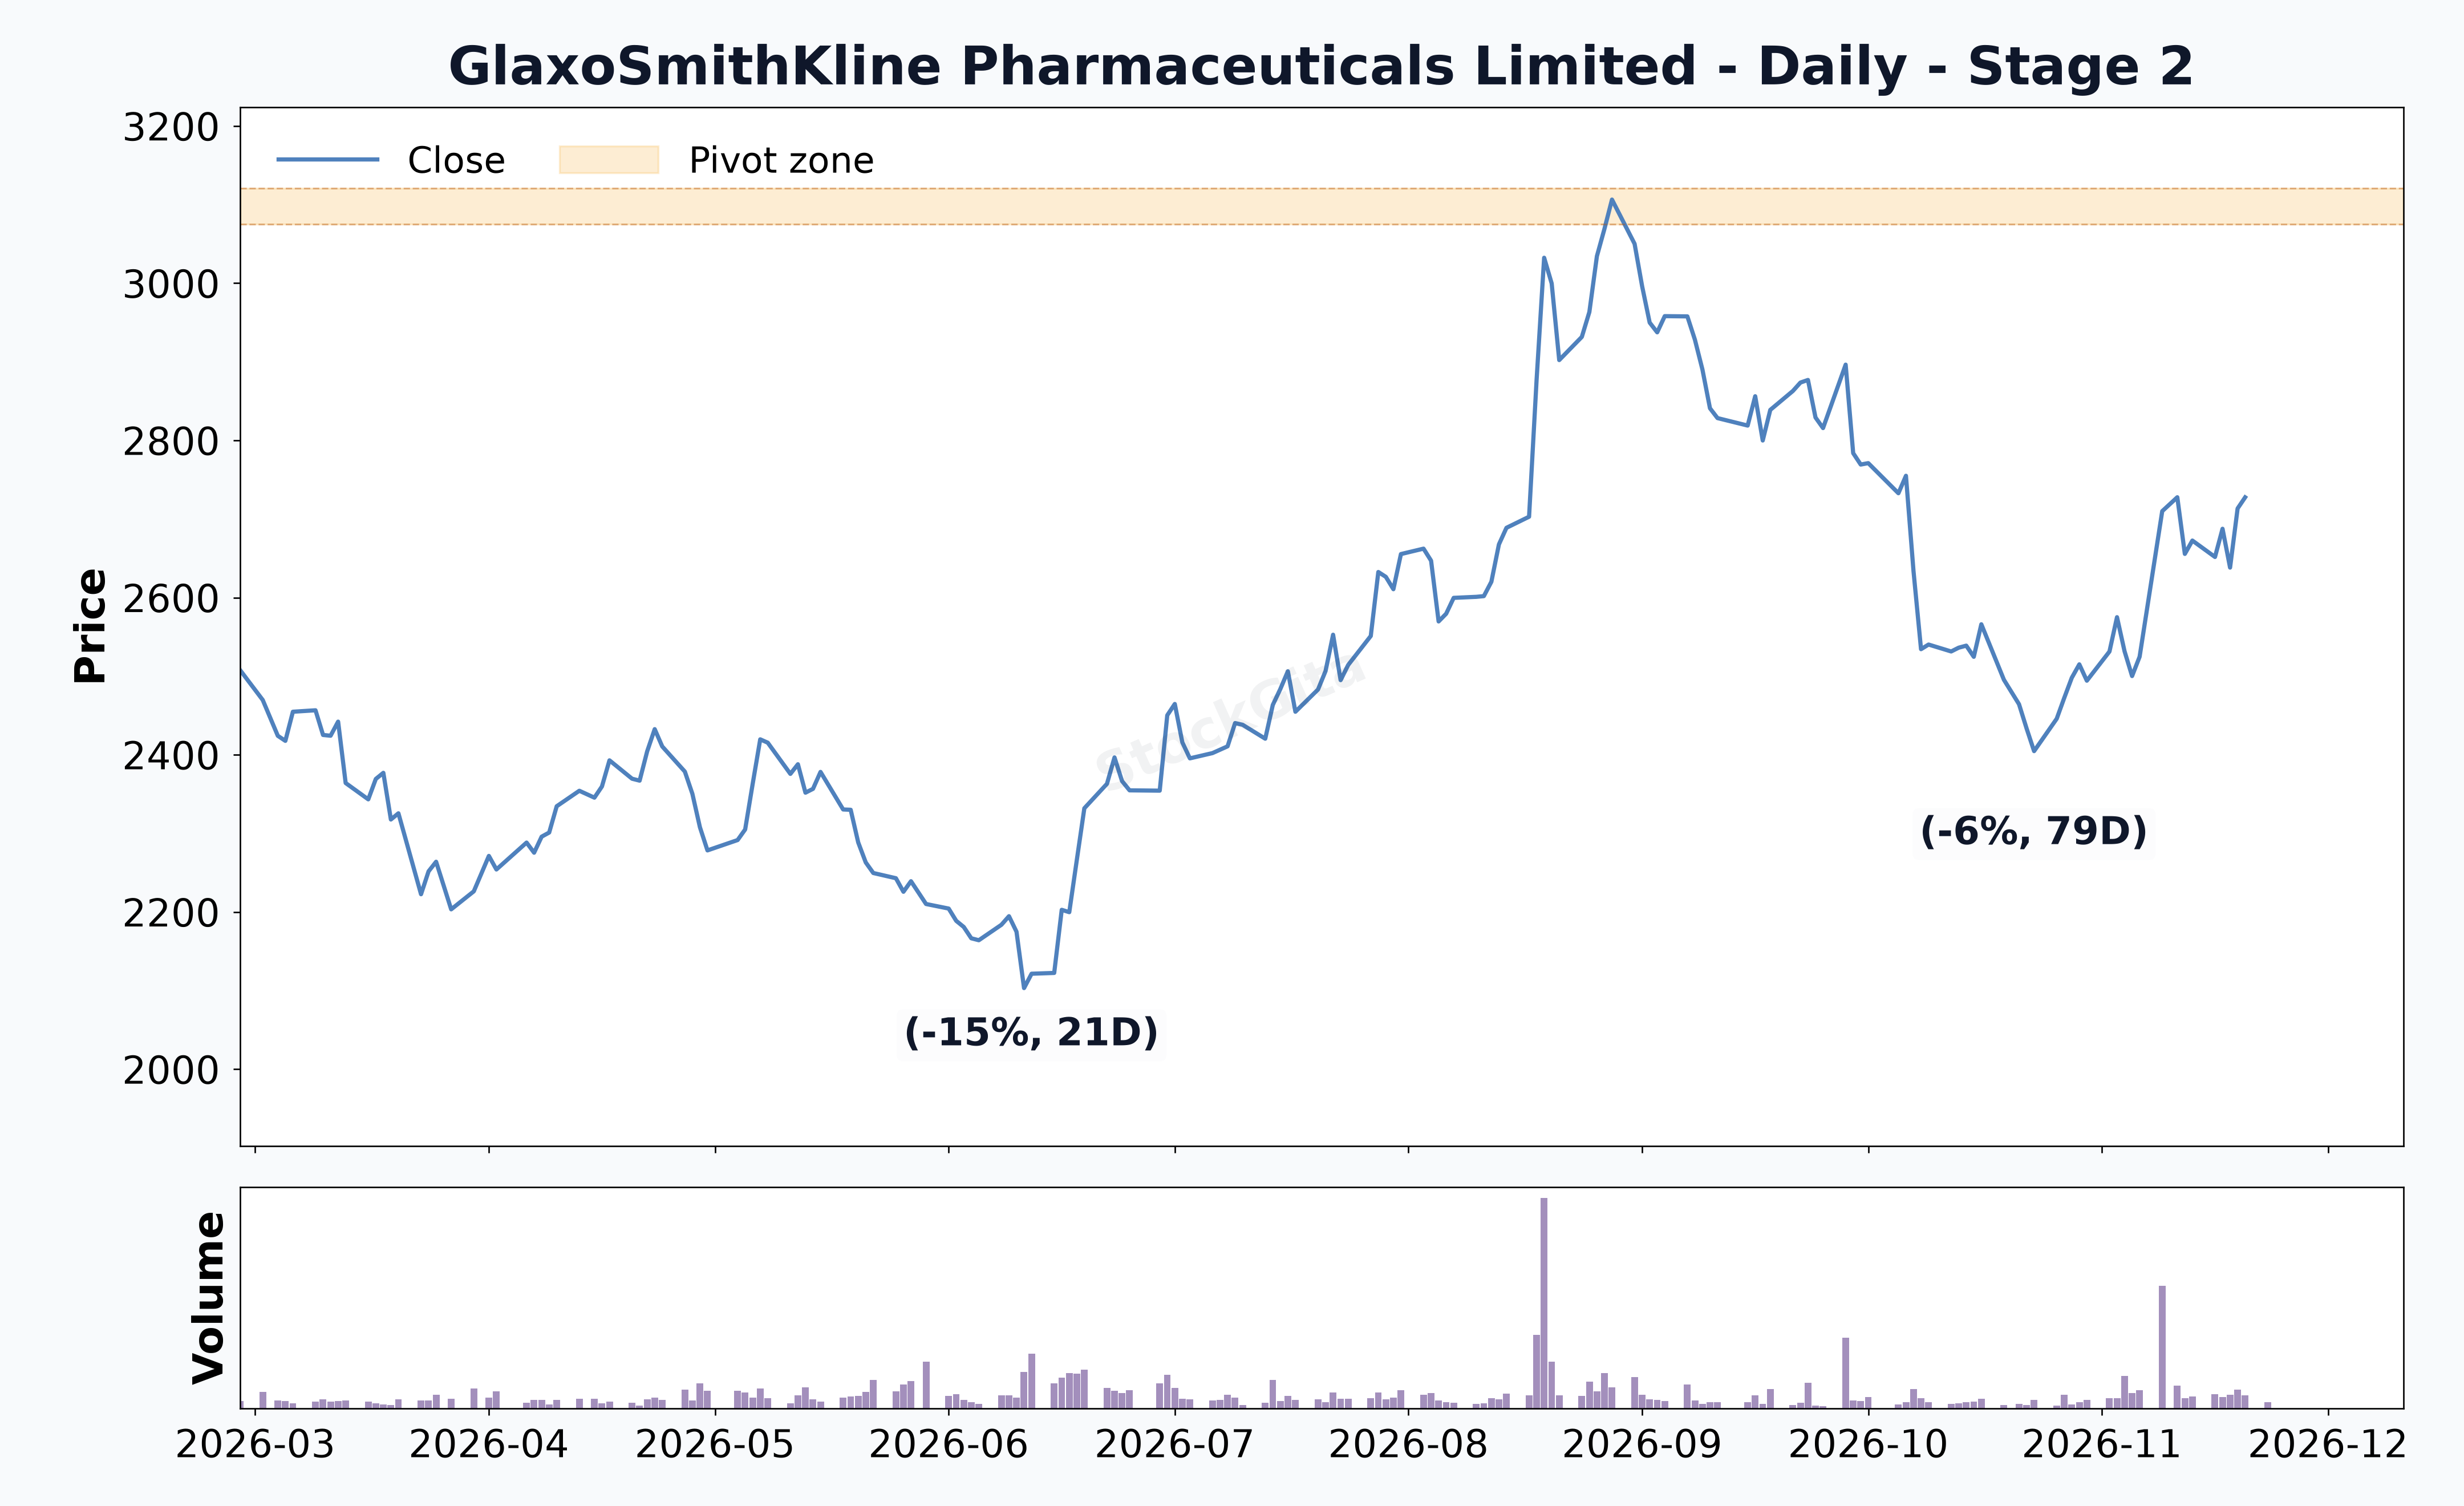 GlaxoSmithKline Pharmaceuticals Limited - Daily - Stage 2
Close Pivot zone
Price
3200
3000
2800
2600
2400
2200
2000
StockGita
(-6%, 79D)
(-15%, 21D)
Volume
2026-03 2026-04 2026-05 2026-06 2026-07 2026-08 2026-09 2026-10 2026-11 2026-12